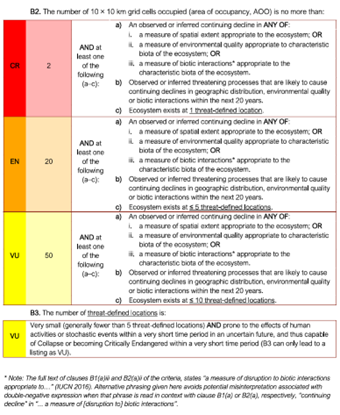 B2. The number of 10 × 10 km grid cells occupied (area of occupancy, AOO) is no more than:
CR
2
AND at
least one
of the
following
(a–c):
a) An observed or inferred continuing decline in ANY OF:
i. a measure of spatial extent appropriate to the ecosystem; OR
ii. a measure of environmental quality appropriate to characteristic
biota of the ecosystem; OR
iii. a measure of biotic interactions* appropriate to the
characteristic biota of the ecosystem.
b) Observed or inferred threatening processes that are likely to cause
continuing declines in geographic distribution, environmental quality
or biotic interactions within the next 20 years.
c) Ecosystem exists at 1 threat-defined location.
EN
20
AND at
least one
of the
following
(a–c):
a) An observed or inferred continuing decline in ANY OF:
i. a measure of spatial extent appropriate to the ecosystem; OR
ii. a measure of environmental quality appropriate to characteristic
biota of the ecosystem; OR
iii. a measure of biotic interactions* appropriate to the
characteristic biota of the ecosystem.
b) Observed or inferred threatening processes that are likely to cause
continuing declines in geographic distribution, environmental quality
or biotic interactions within the next 20 years.
c) Ecosystem exists at ≤ 5 threat-defined locations.
VU
50
AND at
least one
of the
following
(a–c):
a) An observed or inferred continuing decline in ANY OF:
i. a measure of spatial extent appropriate to the ecosystem; OR
ii. a measure of environmental quality appropriate to characteristic
biota of the ecosystem; OR
iii. a measure of biotic interactions* appropriate to the
characteristic biota of the ecosystem.
b) Observed or inferred threatening processes that are likely to cause
continuing declines in geographic distribution, environmental quality
or biotic interactions within the next 20 years.
c) Ecosystem exists at ≤ 10 threat-defined locations.
B3. The number of threat-defined locations is:
VU
Very small (generally fewer than 5 threat-defined locations) AND prone to the effects of human
activities or stochastic events within a very short time period in an uncertain future, and thus capable
of Collapse or becoming Critically Endangered within a very short time period (B3 can only lead to a
listing as VU).
* Note: The full text of clauses B1(a)iii and B2(a)iii of the criteria, states "a measure of disruption to biotic interactions
appropriate to…." (IUCN 2016). Alternative phrasing given here avoids potential misinterpretation associated with
double-negative expression when that phrase is read in context with clause B1(a) or B2(a), respectively, "continuing
decline" in "… a measure of [disruption to] biotic interactions".